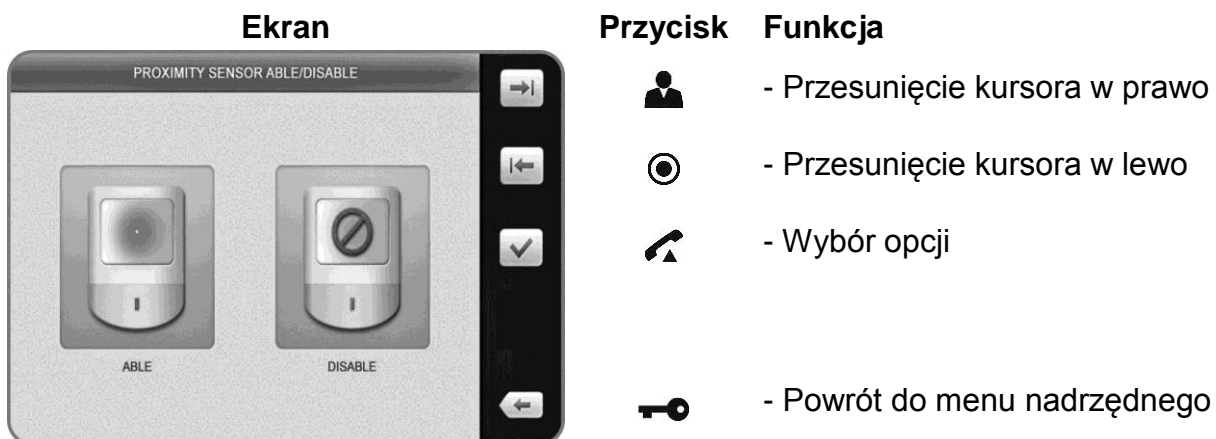 Ekran Przycisk Funkcja
PROXIMITY SENSOR ABLE/DISABLE
- Przesunięcie kursora w prawo
- Przesunięcie kursora w lewo
- Wybór opcji
ABLE DISABLE
- Powrót do menu nadrzędnego